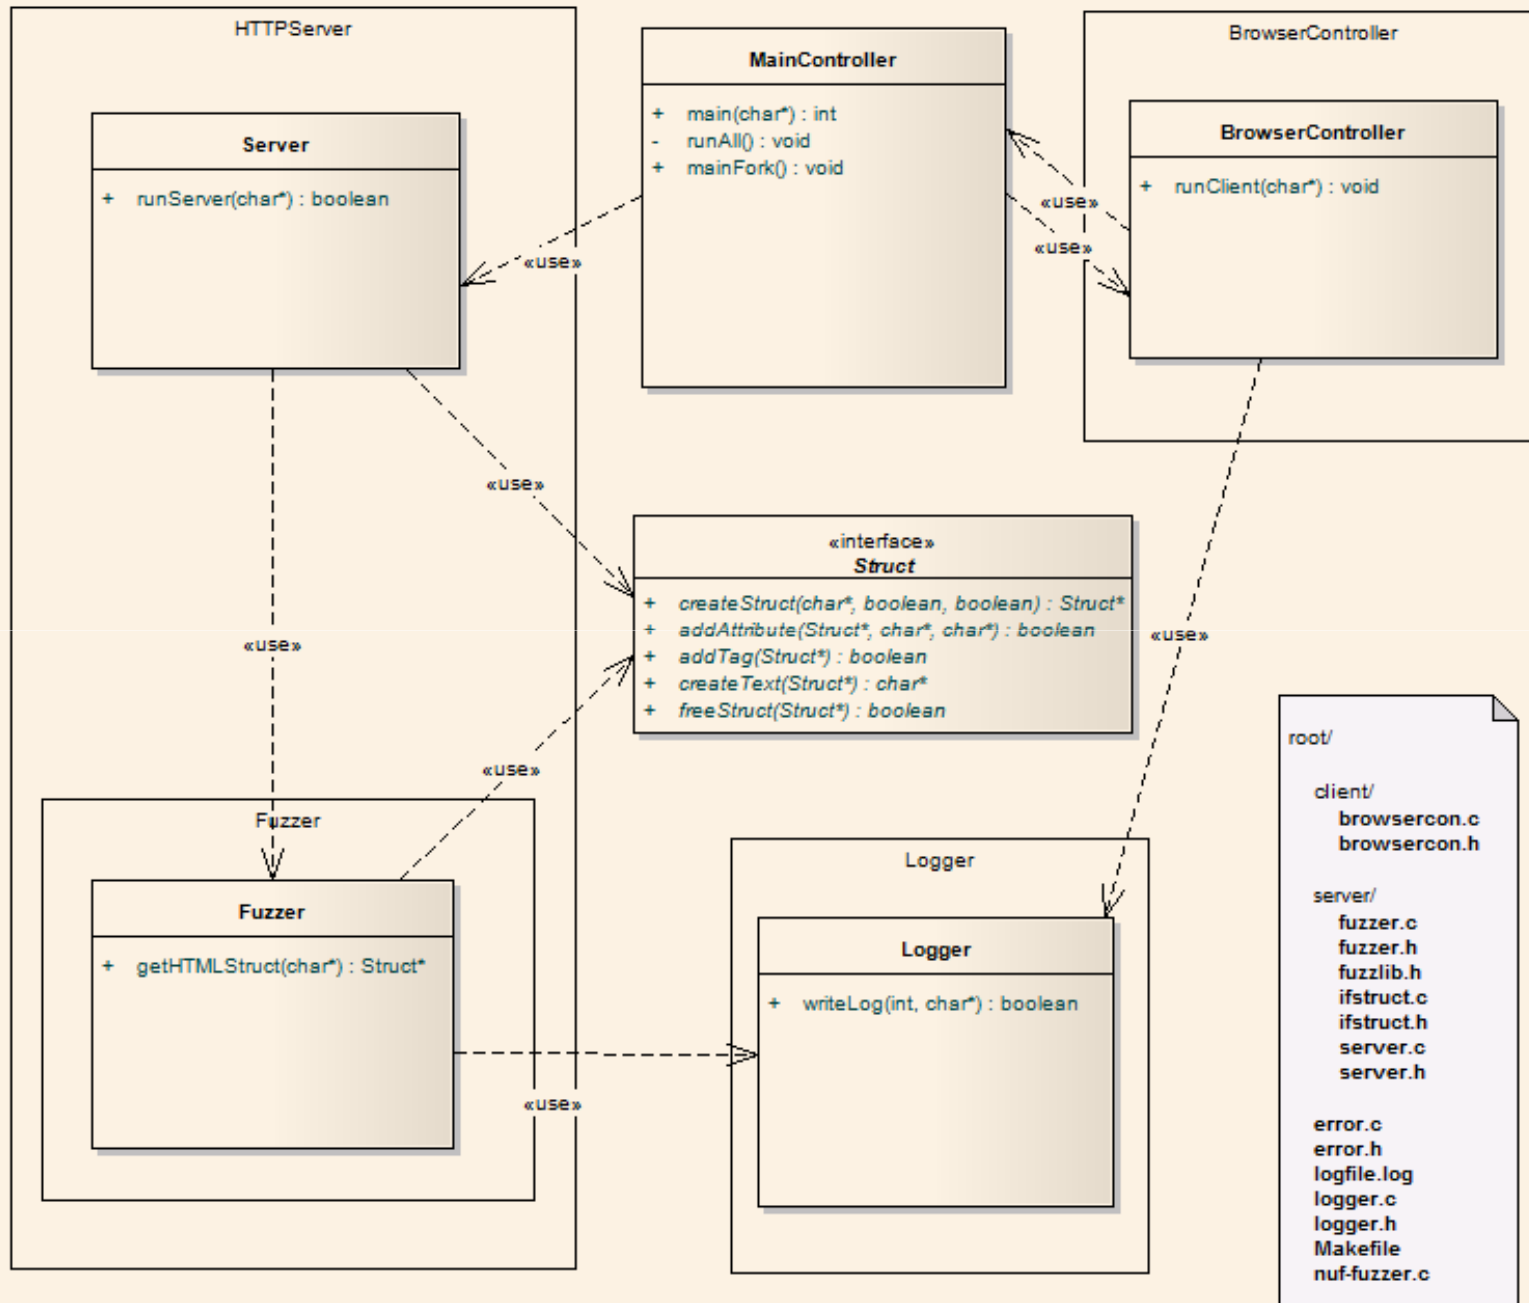 HTTPServer
Server
+ runServer(char*) : boolean
MainController
+ main(char*) : int
- runAll() : void
+ mainFork() : void
BrowserController
BrowserController
+ runClient(char*) : void
«use»
«use»
«use»
«use»
«use»
«interface»
Struct
+ createStruct(char*, boolean, boolean) : Struct*
+ addAttribute(Struct*, char*, char*) : boolean
+ addTag(Struct*) : boolean
+ createText(Struct*) : char*
+ freeStruct(Struct*) : boolean
«use»
«use»
Fuzzer
Fuzzer
+ getHTMLStruct(char*) : Struct*
«use»
Logger
Logger
+ writeLog(int, char*) : boolean
root/
client/
browsercon.c
browsercon.h
server/
fuzzer.c
fuzzer.h
fuzzlib.h
ifstruct.c
ifstruct.h
server.c
server.h
error.c
error.h
logfile.log
logger.c
logger.h
Makefile
nuf-fuzzer.c